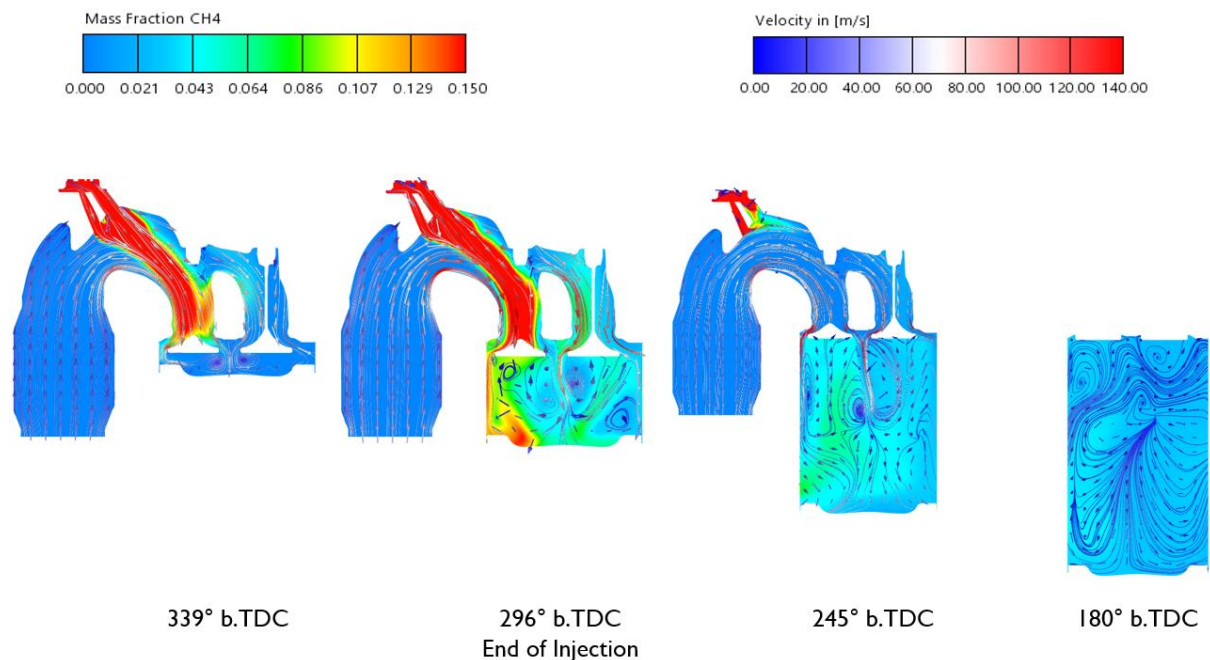 Mass Fraction CH4
0.000 0.021 0.043 0.064 0.086 0.107 0.129 0.150
Velocity in [m/s]
0.00 20.00 40.00 60.00 80.00 100.00 120.00 140.00
339° b.TDC
296° b.TDC
End of Injection
245° b.TDC
180° b.TDC